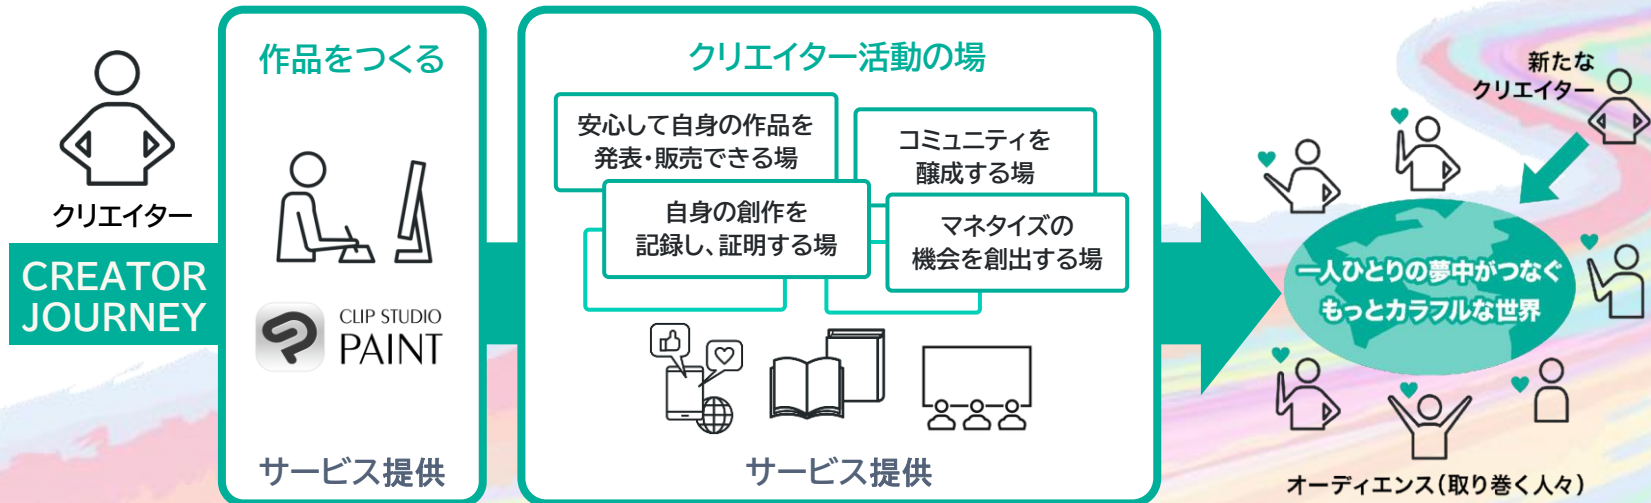 クリエイター
CREATOR
JOURNEY
作品をつくる
CLIP STUDIO
PAINT
サービス提供
クリエイター活動の場
安心して自身の作品を
発表・販売できる場
コミュニティを
醸成する場
自身の創作を
記録し、証明する場
マネタイズの
機会を創出する場
サービス提供
新たな
クリエイター
一人ひとりの夢中がつなぐ
もっとカラフルな世界
オーディエンス(取り巻く人々)